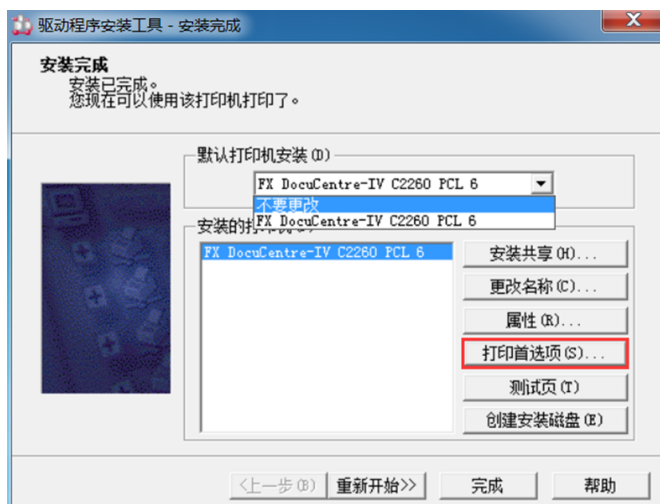 驱动程序安装工具 - 安装完成
安装完成
安装已完成。
您现在可以使用该打印机打印了。
默认打印机安装(D)
FX DocuCentre-IV C2260 PCL 6
不要更改
FX DocuCentre-IV C2260 PCL 6
安装的打
FX DocuCentre-IV C2260 PCL 6
安装共享(H)...
更改名称(C)...
属性(R)...
打印首选项(S)...
测试页(T)
创建安装磁盘(E)
<上一步(B)
重新开始>>
完成
帮助